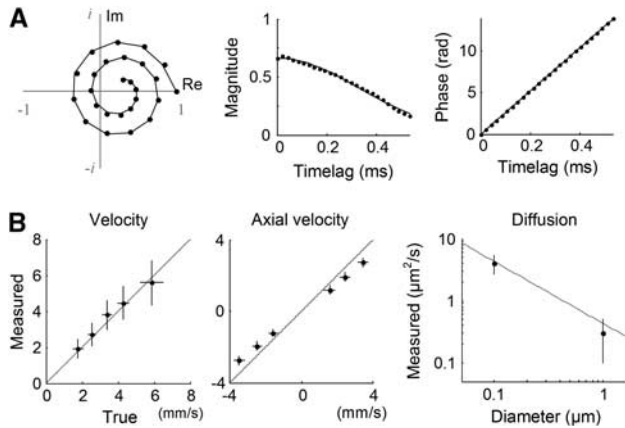 A
i
Im
Re
-1
1
-i
Magnitude
1
0.5
0
0
0.2
0.4
Timelag (ms)
Phase (rad)
10
5
0
0
0.2
0.4
Timelag (ms)
B
Velocity
Measured
8
6
4
2
0
0
2
4
6
8
True
(mm/s)
Axial velocity
4
0
-4
-4
0
4
(mm/s)
Diffusion
Measured (µm²/s)
10
1
0.1
0.1
1
Diameter (µm)